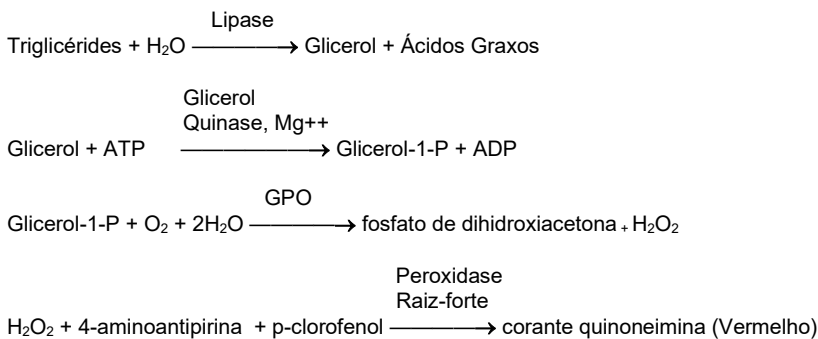 Lipase
Triglicérides + H₂O ⟶ Glicerol + Ácidos Graxos
Glicerol
Quinase, Mg++
Glicerol + ATP ⟶ Glicerol-1-P + ADP
GPO
Glicerol-1-P + O₂ + 2H₂O ⟶ fosfato de dihidroxiacetona + H₂O₂
Peroxidase
Raiz-forte
H₂O₂ + 4-aminoantipirina + p-clorofenol ⟶ corante quinoneimina (Vermelho)